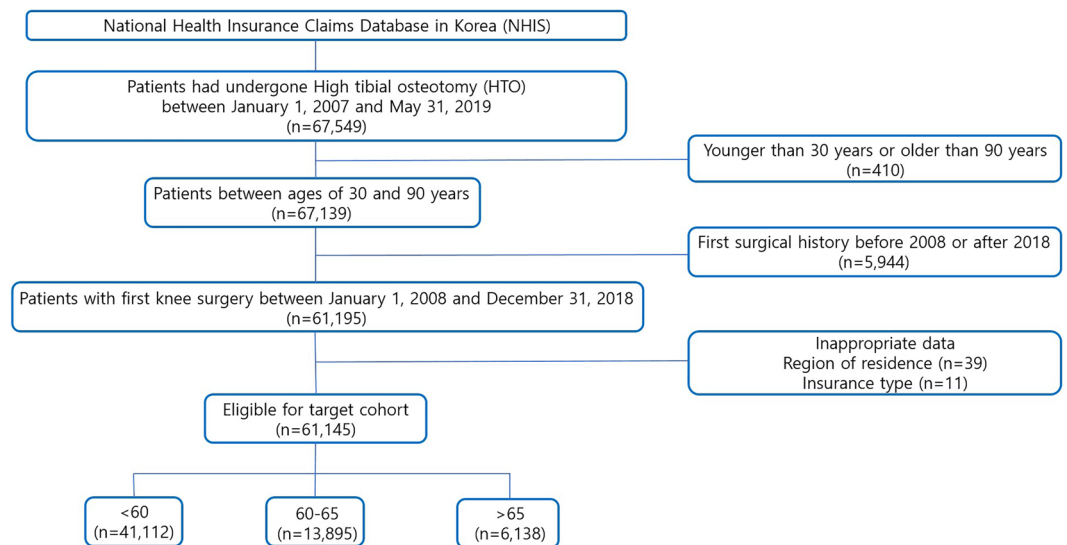 National Health Insurance Claims Database in Korea (NHIS)
Patients had undergone High tibial osteotomy (HTO)
between January 1, 2007 and May 31, 2019
(n=67,549)
Younger than 30 years or older than 90 years
(n=410)
Patients between ages of 30 and 90 years
(n=67,139)
First surgical history before 2008 or after 2018
(n=5,944)
Patients with first knee surgery between January 1, 2008 and December 31, 2018
(n=61,195)
Inappropriate data
Region of residence (n=39)
Insurance type (n=11)
Eligible for target cohort
(n=61,145)
<60
(n=41,112)
60-65
(n=13,895)
>65
(n=6,138)